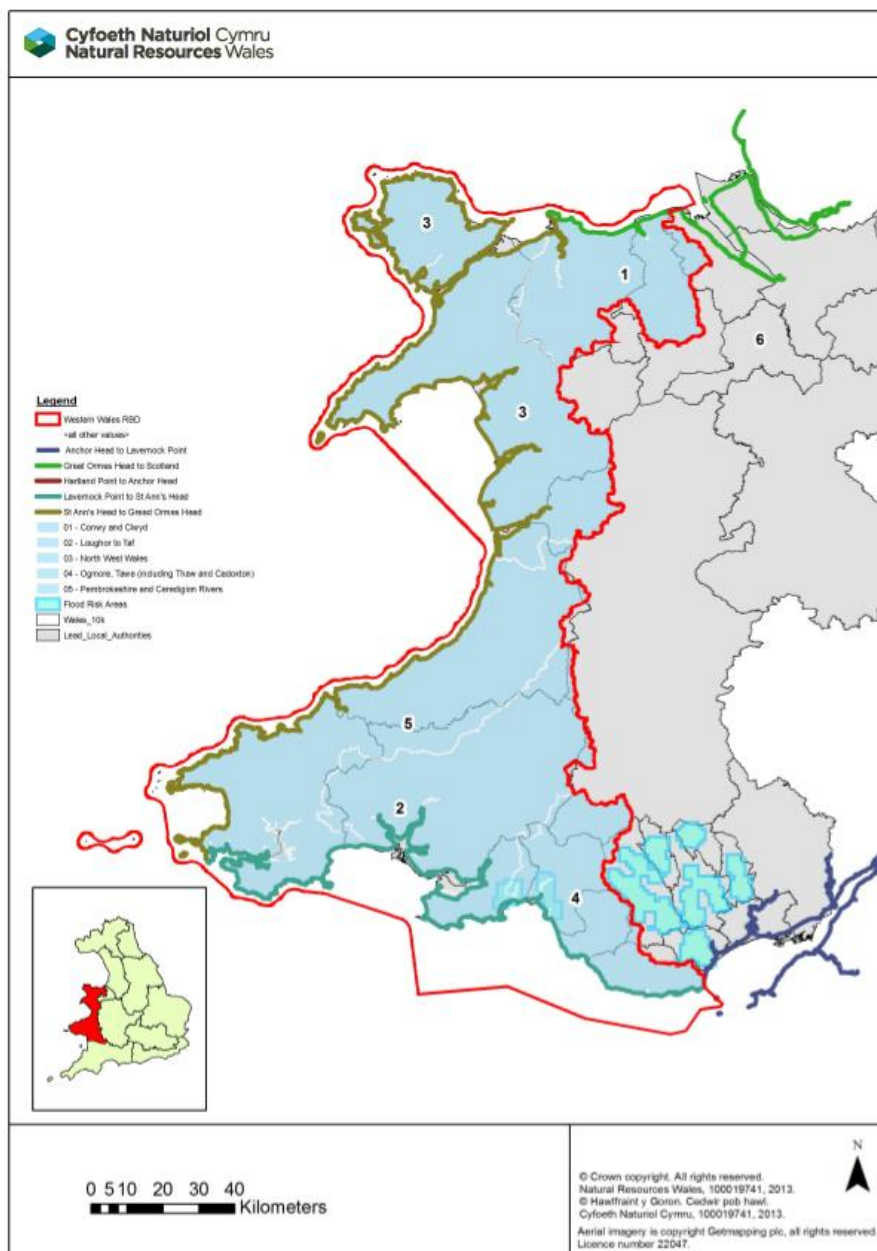 Cyfoeth Naturiol Cymru
Natural Resources Wales
3
1
6
3
Legend
Western Wales RBD
<all other values>
Anchor Head to Lavernock Point
Great Ormes Head to Scotland
Hartland Point to Anchor Head
Lavernock Point to St Ann's Head
St Ann's Head to Great Ormes Head
01 - Conwy and Clwyd
02 - Loughor to Taf
03 - North West Wales
04 - Ogmore, Tawe (including Thaw and Cadoxton)
05 - Pembrokeshire and Ceredigion Rivers
Flood Risk Areas
Wales_10k
Lead_Local_Authorities
5
2
4
0 5 10 20 30 40
Kilometers
N
© Crown copyright. All rights reserved.
Natural Resources Wales, 100019741, 2013.
© Hawlfraint y Goron. Cedwir pob hawl.
Cyfoeth Naturiol Cymru, 100019741, 2013.
Aerial imagery is copyright Getmapping plc, all rights reserved.
Licence number 22047.